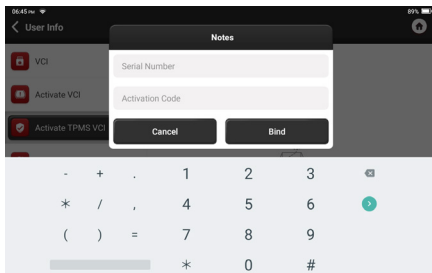 06:45 PM 89%
User Info
Notes
VCI
Serial Number
Activate VCI
Activation Code
Activate TPMS VCI
Cancel Bind
- + . 1 2 3
* / , 4 5 6
( ) = 7 8 9
* 0 #